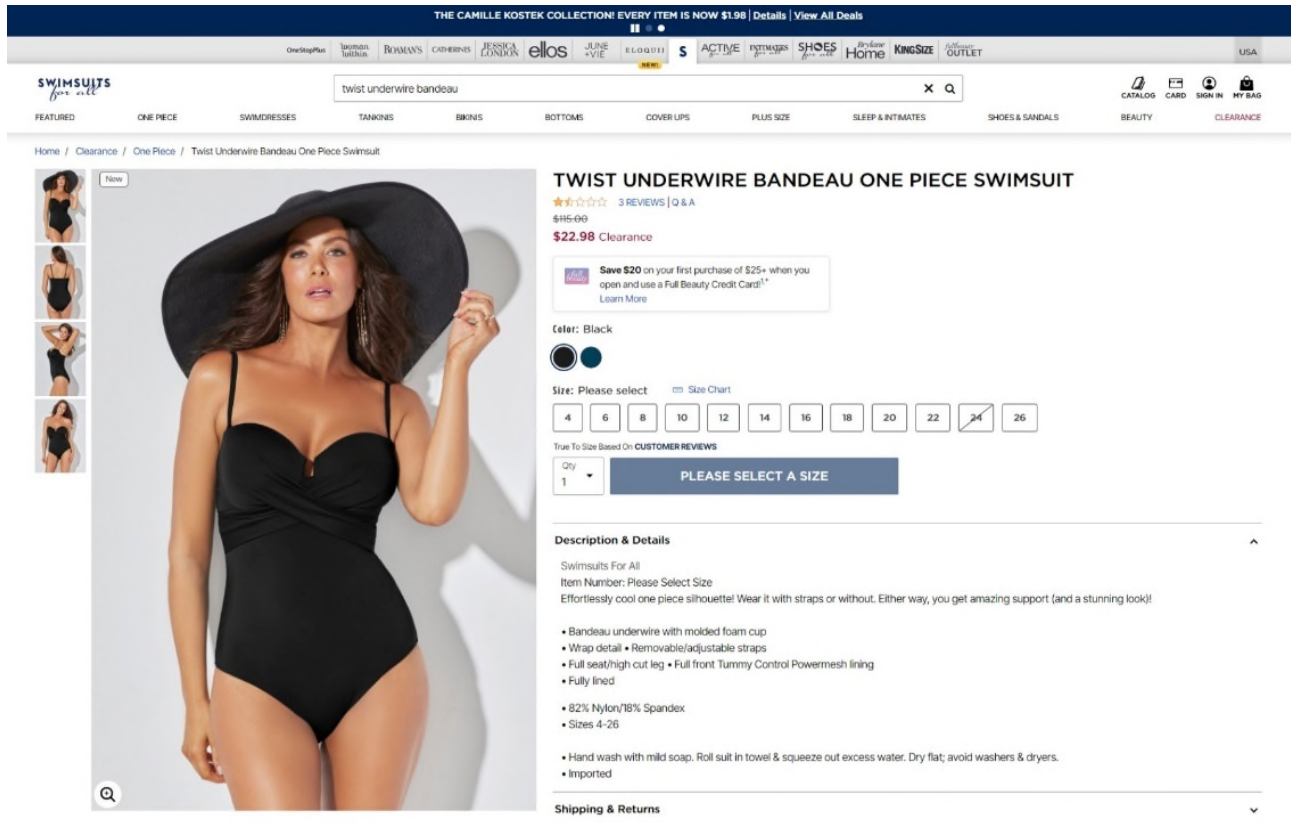 THE CAMILLE KOSTEK COLLECTION! EVERY ITEM IS NOW $1.98 | Details | View All Deals
OneStopPlus woman within ROAMAN'S CATHERINES JESSICA LONDON ellos JUNE +VIE ELOQUII S ACTIVE for all INTIMATES for all SHOES for all Brylane Home KINGSIZE fullbeauty OUTLET USA
NEW!
SWIMSUITS for all
twist underwire bandeau
CATALOG CARD SIGN IN MY BAG
FEATURED ONE PIECE SWIMDRESSES TANKINIS BIKINIS BOTTOMS COVER UPS PLUS SIZE SLEEP & INTIMATES SHOES & SANDALS BEAUTY CLEARANCE
Home / Clearance / One Piece / Twist Underwire Bandeau One Piece Swimsuit
New
TWIST UNDERWIRE BANDEAU ONE PIECE SWIMSUIT
3 REVIEWS | Q & A
$115.00
$22.98 Clearance
Save $20 on your first purchase of $25+ when you
open and use a Full Beauty Credit Card!
Learn More
Color: Black
Size: Please select Size Chart
4 6 8 10 12 14 16 18 20 22 24 26
True To Size Based On CUSTOMER REVIEWS
Qty
1
PLEASE SELECT A SIZE
Description & Details
Swimsuits For All
Item Number: Please Select Size
Effortlessly cool one piece silhouette! Wear it with straps or without. Either way, you get amazing support (and a stunning look)!
• Bandeau underwire with molded foam cup
• Wrap detail • Removable/adjustable straps
• Full seat/high cut leg • Full front Tummy Control Powermesh lining
• Fully lined
• 82% Nylon/18% Spandex
• Sizes 4-26
• Hand wash with mild soap. Roll suit in towel & squeeze out excess water. Dry flat; avoid washers & dryers.
• Imported
Shipping & Returns